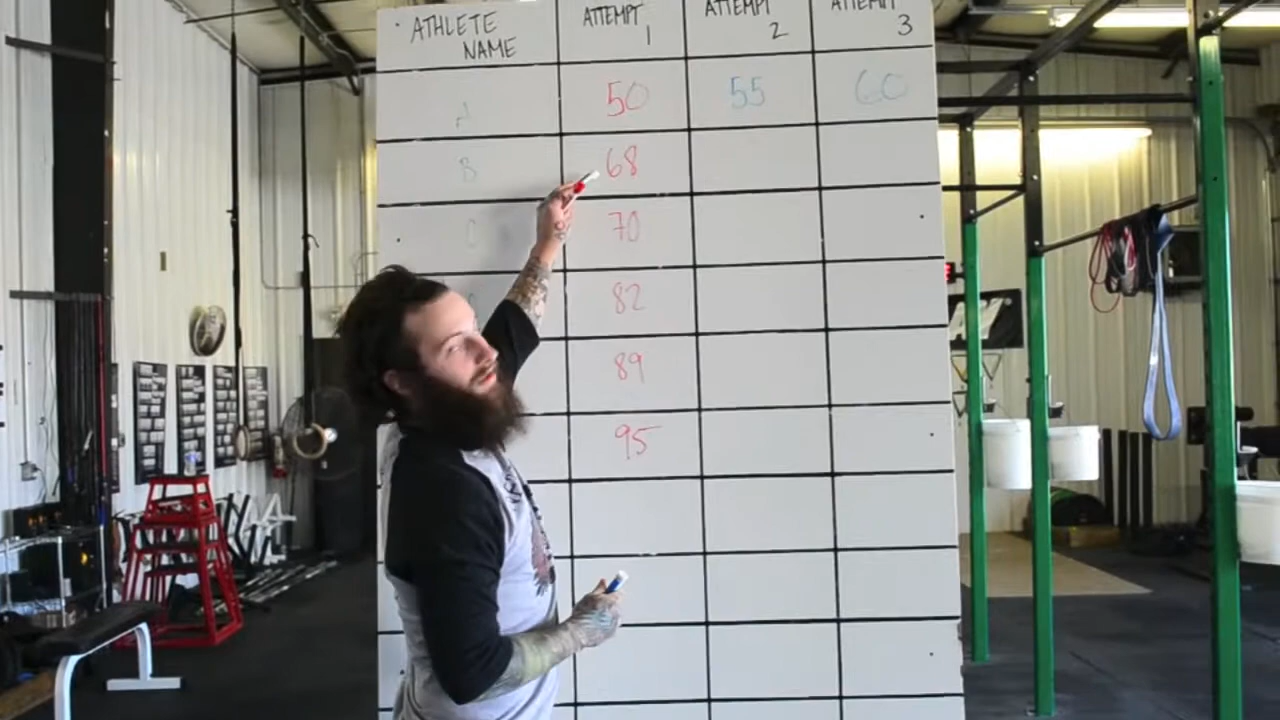 ATHLETE NAME
ATTEMPT 1
ATTEMPT 2
ATTEMPT 3
A 50 55 60
B 68
70
82
89
95